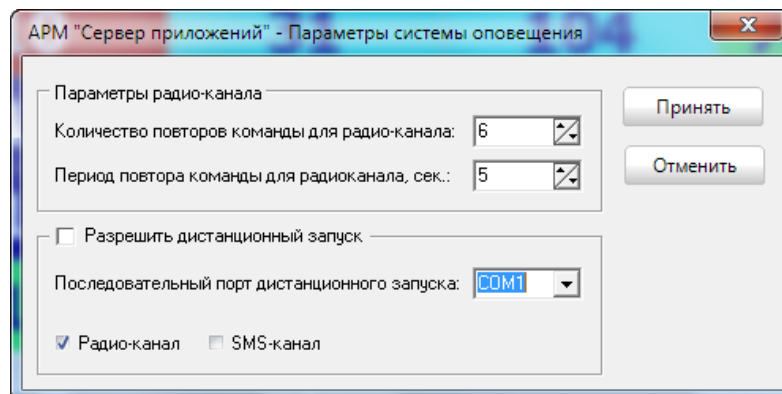 АРМ "Сервер приложений" - Параметры системы оповещения
Параметры радио-канала
Количество повторов команды для радио-канала: 6
Период повтора команды для радиоканала, сек.: 5
Принять
Отменить
Разрешить дистанционный запуск
Последовательный порт дистанционного запуска: COM1
Радио-канал SMS-канал